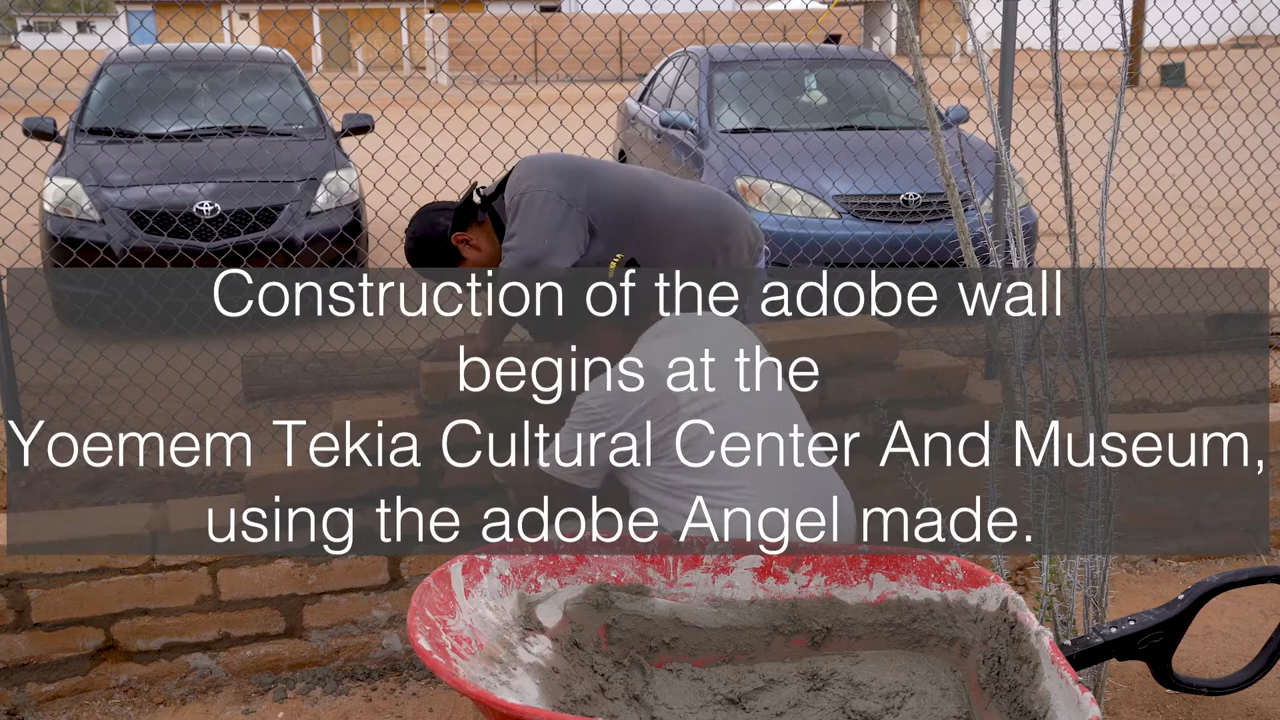 Construction of the adobe wall
begins at the
Yoemem Tekia Cultural Center And Museum,
using the adobe Angel made.